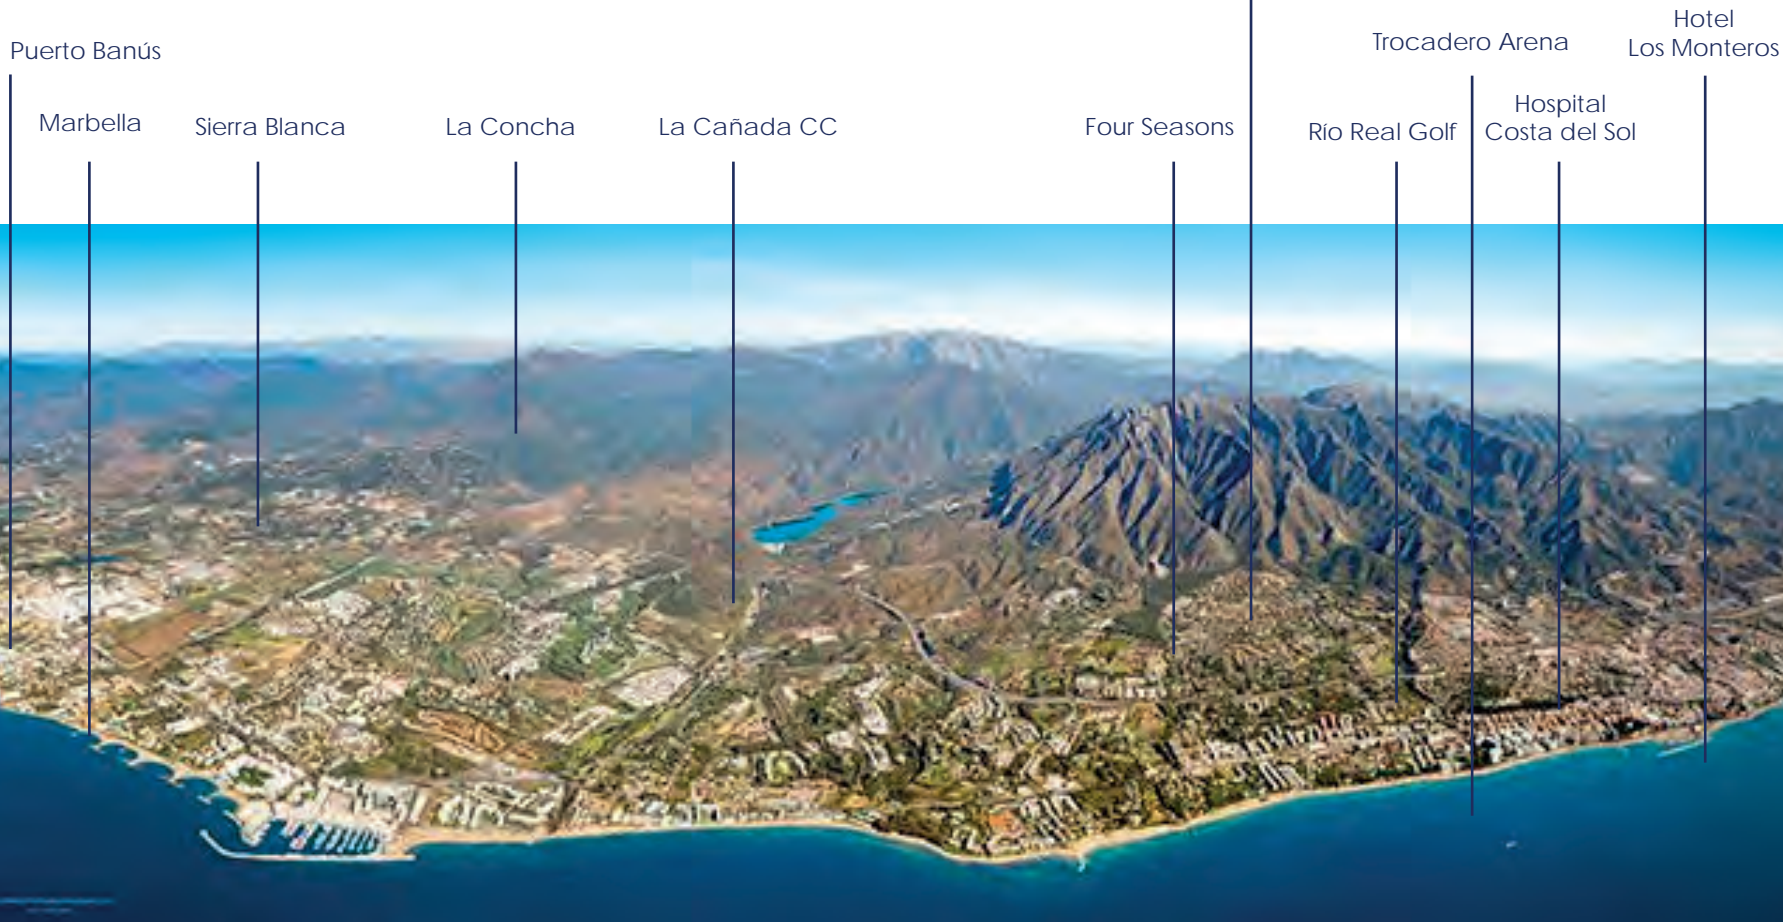 Hotel
Los Monteros
Trocadero Arena
Puerto Banús
Hospital
Costa del Sol
Marbella
Sierra Blanca
La Concha
La Cañada CC
Four Seasons
Río Real Golf